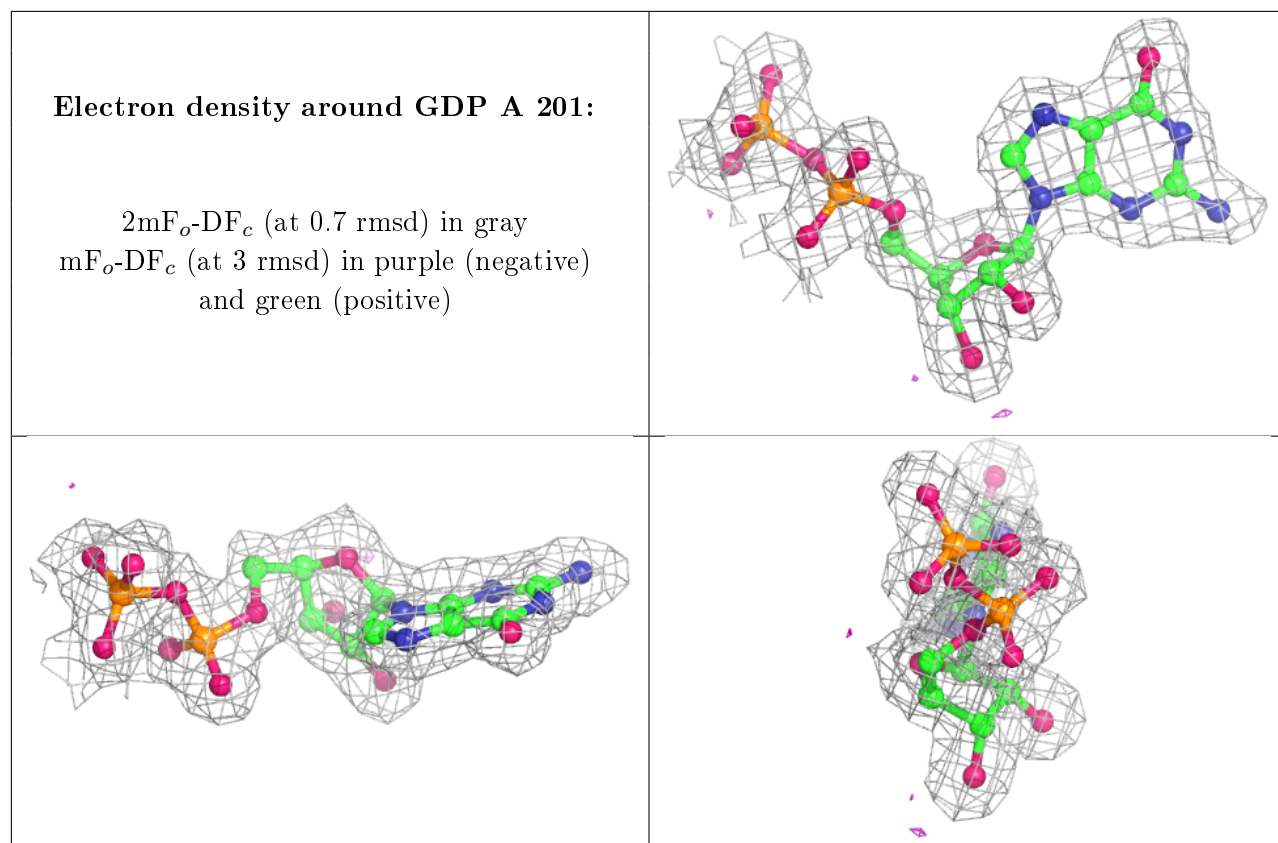 Electron density around GDP A 201:
2mFₒ-DF𝑐 (at 0.7 rmsd) in gray
mFₒ-DF𝑐 (at 3 rmsd) in purple (negative)
and green (positive)